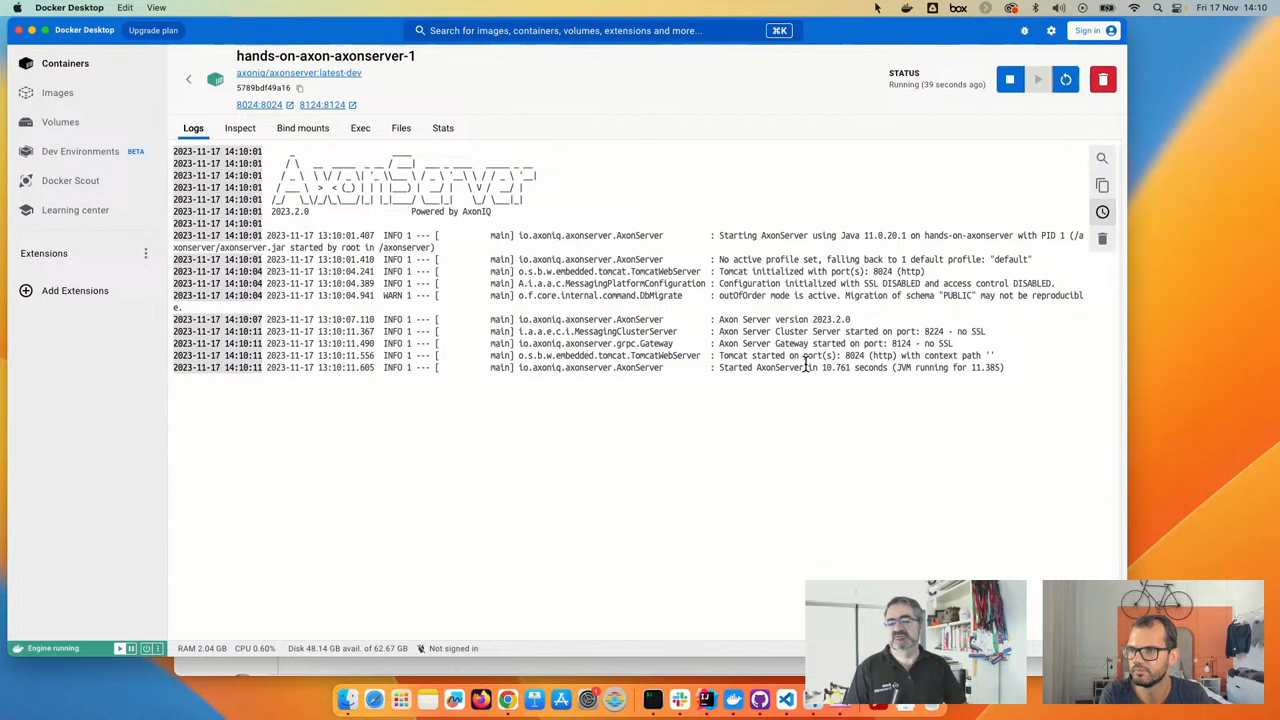 Docker Desktop Edit View
box Fri 17 Nov 14:10
Docker Desktop Upgrade plan
Search for images, containers, volumes, extensions and more... ⌘K
Sign in
Containers
Images
Volumes
Dev Environments BETA
Docker Scout
Learning center
Extensions
Add Extensions
hands-on-axon-axonserver-1
axoniq/axonserver:latest-dev
5789bdf49a16
8024:8024 8124:8124
STATUS
Running (39 seconds ago)
Logs Inspect Bind mounts Exec Files Stats
2023-11-17 14:10:01
2023-11-17 14:10:01
2023-11-17 14:10:01
2023-11-17 14:10:01
2023-11-17 14:10:01
2023-11-17 14:10:01 2023.2.0 Powered by AxonIQ
2023-11-17 14:10:01
2023-11-17 14:10:01 2023-11-17 13:10:01.407 INFO 1 --- [ main] io.axoniq.axonserver.AxonServer : Starting AxonServer using Java 11.0.20.1 on hands-on-axonserver with PID 1 (/a
xonserver/axonserver.jar started by root in /axonserver)
2023-11-17 14:10:01 2023-11-17 13:10:01.410 INFO 1 --- [ main] io.axoniq.axonserver.AxonServer : No active profile set, falling back to 1 default profile: "default"
2023-11-17 14:10:04 2023-11-17 13:10:04.241 INFO 1 --- [ main] o.s.b.w.embedded.tomcat.TomcatWebServer : Tomcat initialized with port(s): 8024 (http)
2023-11-17 14:10:04 2023-11-17 13:10:04.389 INFO 1 --- [ main] A.i.a.a.c.MessagingPlatformConfiguration : Configuration initialized with SSL DISABLED and access control DISABLED.
2023-11-17 14:10:04 2023-11-17 13:10:04.941 WARN 1 --- [ main] o.f.core.internal.command.DbMigrate : outOfOrder mode is active. Migration of schema "PUBLIC" may not be reproducibl
e.
2023-11-17 14:10:07 2023-11-17 13:10:07.110 INFO 1 --- [ main] io.axoniq.axonserver.AxonServer : Axon Server version 2023.2.0
2023-11-17 14:10:11 2023-11-17 13:10:11.367 INFO 1 --- [ main] i.a.a.e.c.i.MessagingClusterServer : Axon Server Cluster Server started on port: 8224 - no SSL
2023-11-17 14:10:11 2023-11-17 13:10:11.490 INFO 1 --- [ main] io.axoniq.axonserver.grpc.Gateway : Axon Server Gateway started on port: 8124 - no SSL
2023-11-17 14:10:11 2023-11-17 13:10:11.556 INFO 1 --- [ main] o.s.b.w.embedded.tomcat.TomcatWebServer : Tomcat started on port(s): 8024 (http) with context path ''
2023-11-17 14:10:11 2023-11-17 13:10:11.605 INFO 1 --- [ main] io.axoniq.axonserver.AxonServer : Started AxonServer in 10.761 seconds (JVM running for 11.385)
Engine running
RAM 2.04 GB CPU 0.60% Disk 48.14 GB avail. of 62.67 GB Not signed in